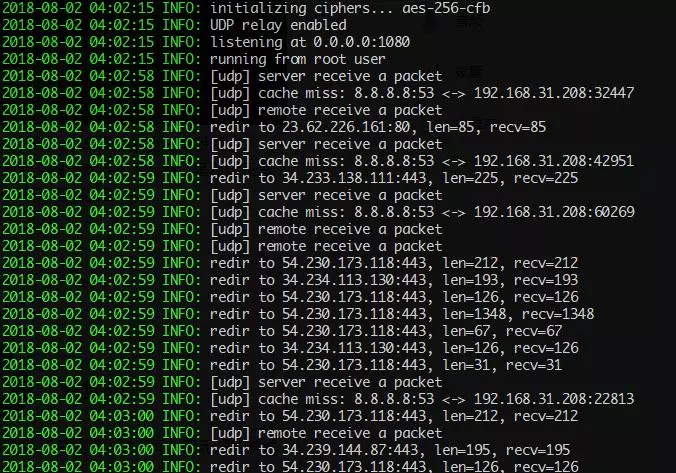 2018-08-02 04:02:15 INFO: initializing ciphers... aes-256-cfb
2018-08-02 04:02:15 INFO: UDP relay enabled
2018-08-02 04:02:15 INFO: listening at 0.0.0.0:1080
2018-08-02 04:02:15 INFO: running from root user
2018-08-02 04:02:58 INFO: [udp] server receive a packet
2018-08-02 04:02:58 INFO: [udp] cache miss: 8.8.8.8:53 <-> 192.168.31.208:32447
2018-08-02 04:02:58 INFO: [udp] remote receive a packet
2018-08-02 04:02:58 INFO: redir to 23.62.226.161:80, len=85, recv=85
2018-08-02 04:02:58 INFO: [udp] server receive a packet
2018-08-02 04:02:58 INFO: [udp] cache miss: 8.8.8.8:53 <-> 192.168.31.208:42951
2018-08-02 04:02:59 INFO: redir to 34.233.138.111:443, len=225, recv=225
2018-08-02 04:02:59 INFO: [udp] server receive a packet
2018-08-02 04:02:59 INFO: [udp] cache miss: 8.8.8.8:53 <-> 192.168.31.208:60269
2018-08-02 04:02:59 INFO: [udp] remote receive a packet
2018-08-02 04:02:59 INFO: [udp] remote receive a packet
2018-08-02 04:02:59 INFO: redir to 54.230.173.118:443, len=212, recv=212
2018-08-02 04:02:59 INFO: redir to 34.234.113.130:443, len=193, recv=193
2018-08-02 04:02:59 INFO: redir to 54.230.173.118:443, len=126, recv=126
2018-08-02 04:02:59 INFO: redir to 54.230.173.118:443, len=1348, recv=1348
2018-08-02 04:02:59 INFO: redir to 54.230.173.118:443, len=67, recv=67
2018-08-02 04:02:59 INFO: redir to 34.234.113.130:443, len=126, recv=126
2018-08-02 04:02:59 INFO: redir to 54.230.173.118:443, len=31, recv=31
2018-08-02 04:02:59 INFO: [udp] server receive a packet
2018-08-02 04:02:59 INFO: [udp] cache miss: 8.8.8.8:53 <-> 192.168.31.208:22813
2018-08-02 04:03:00 INFO: redir to 54.230.173.118:443, len=212, recv=212
2018-08-02 04:03:00 INFO: [udp] remote receive a packet
2018-08-02 04:03:00 INFO: redir to 34.239.144.87:443, len=195, recv=195
2018-08-02 04:03:00 INFO: redir to 54.230.173.118:443, len=126, recv=126